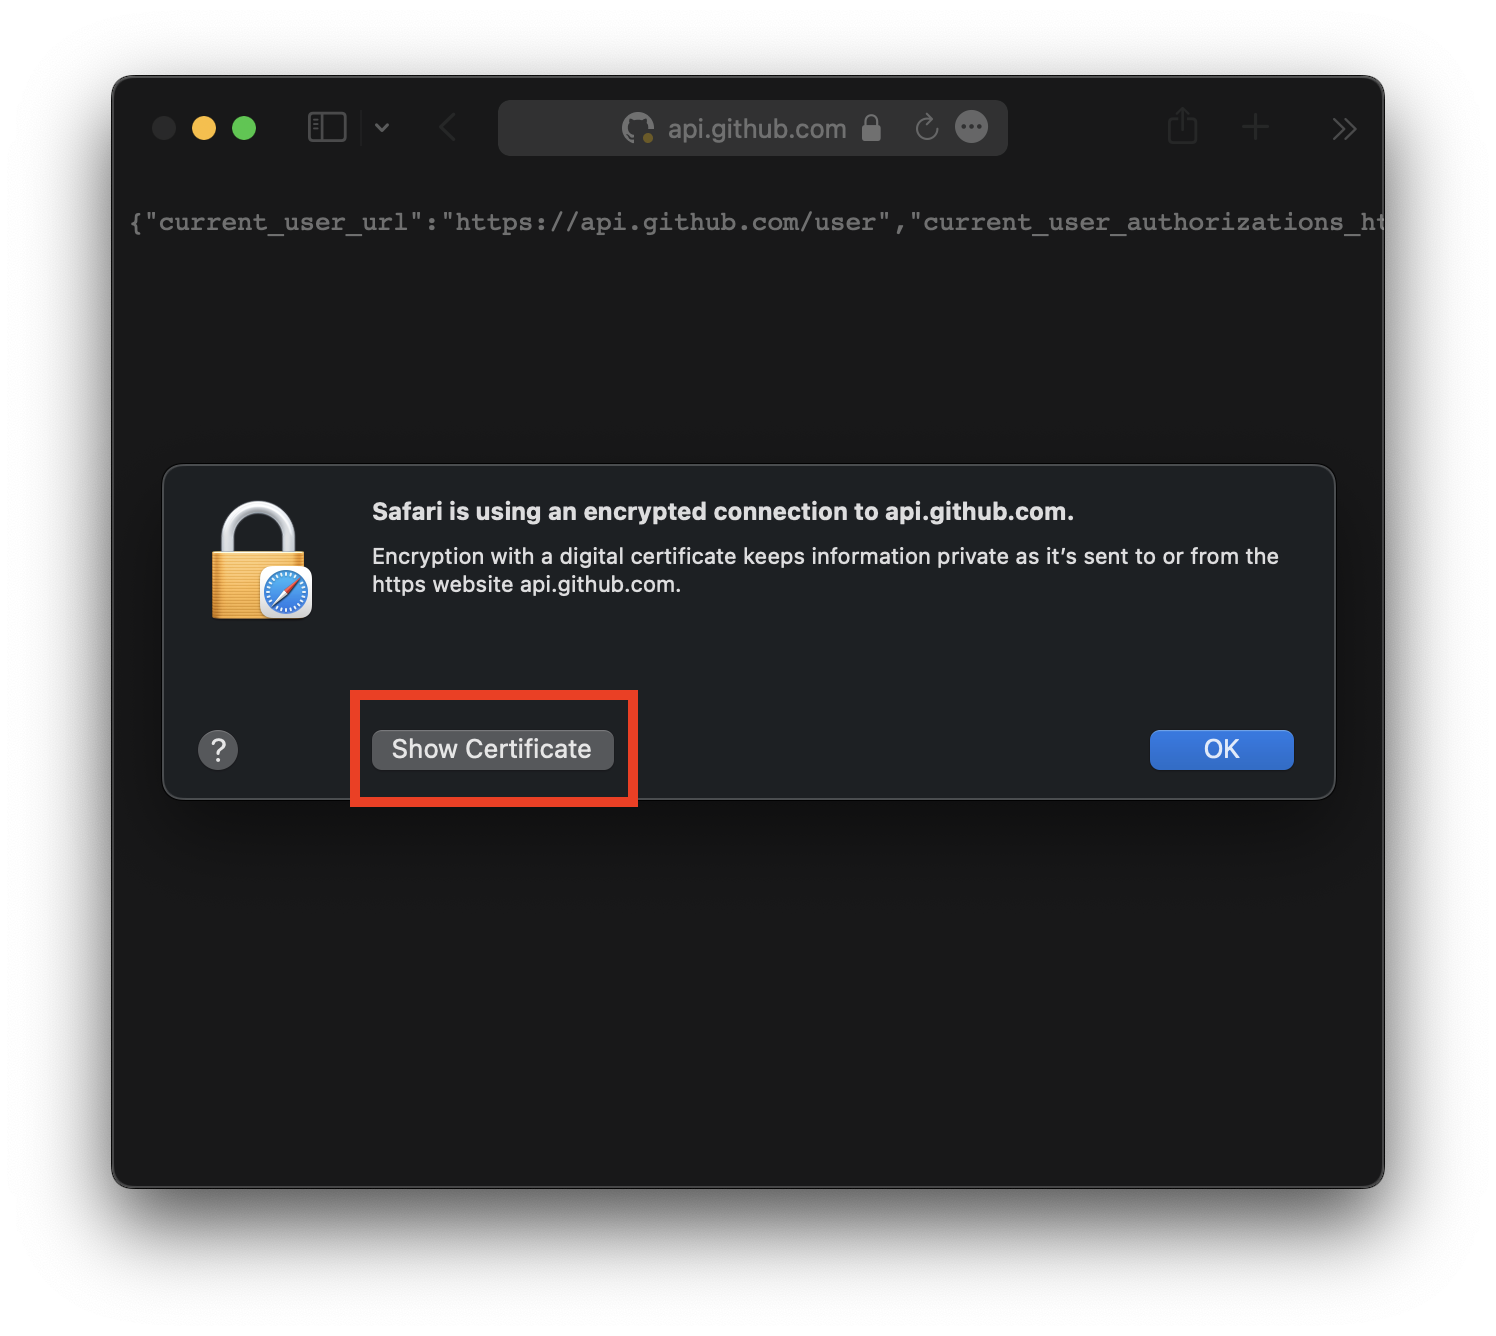 api.github.com
{"current_user_url":"https://api.github.com/user","current_user_authorizations_ht
Safari is using an encrypted connection to api.github.com.
Encryption with a digital certificate keeps information private as it’s sent to or from the
https website api.github.com.
?
Show Certificate
OK